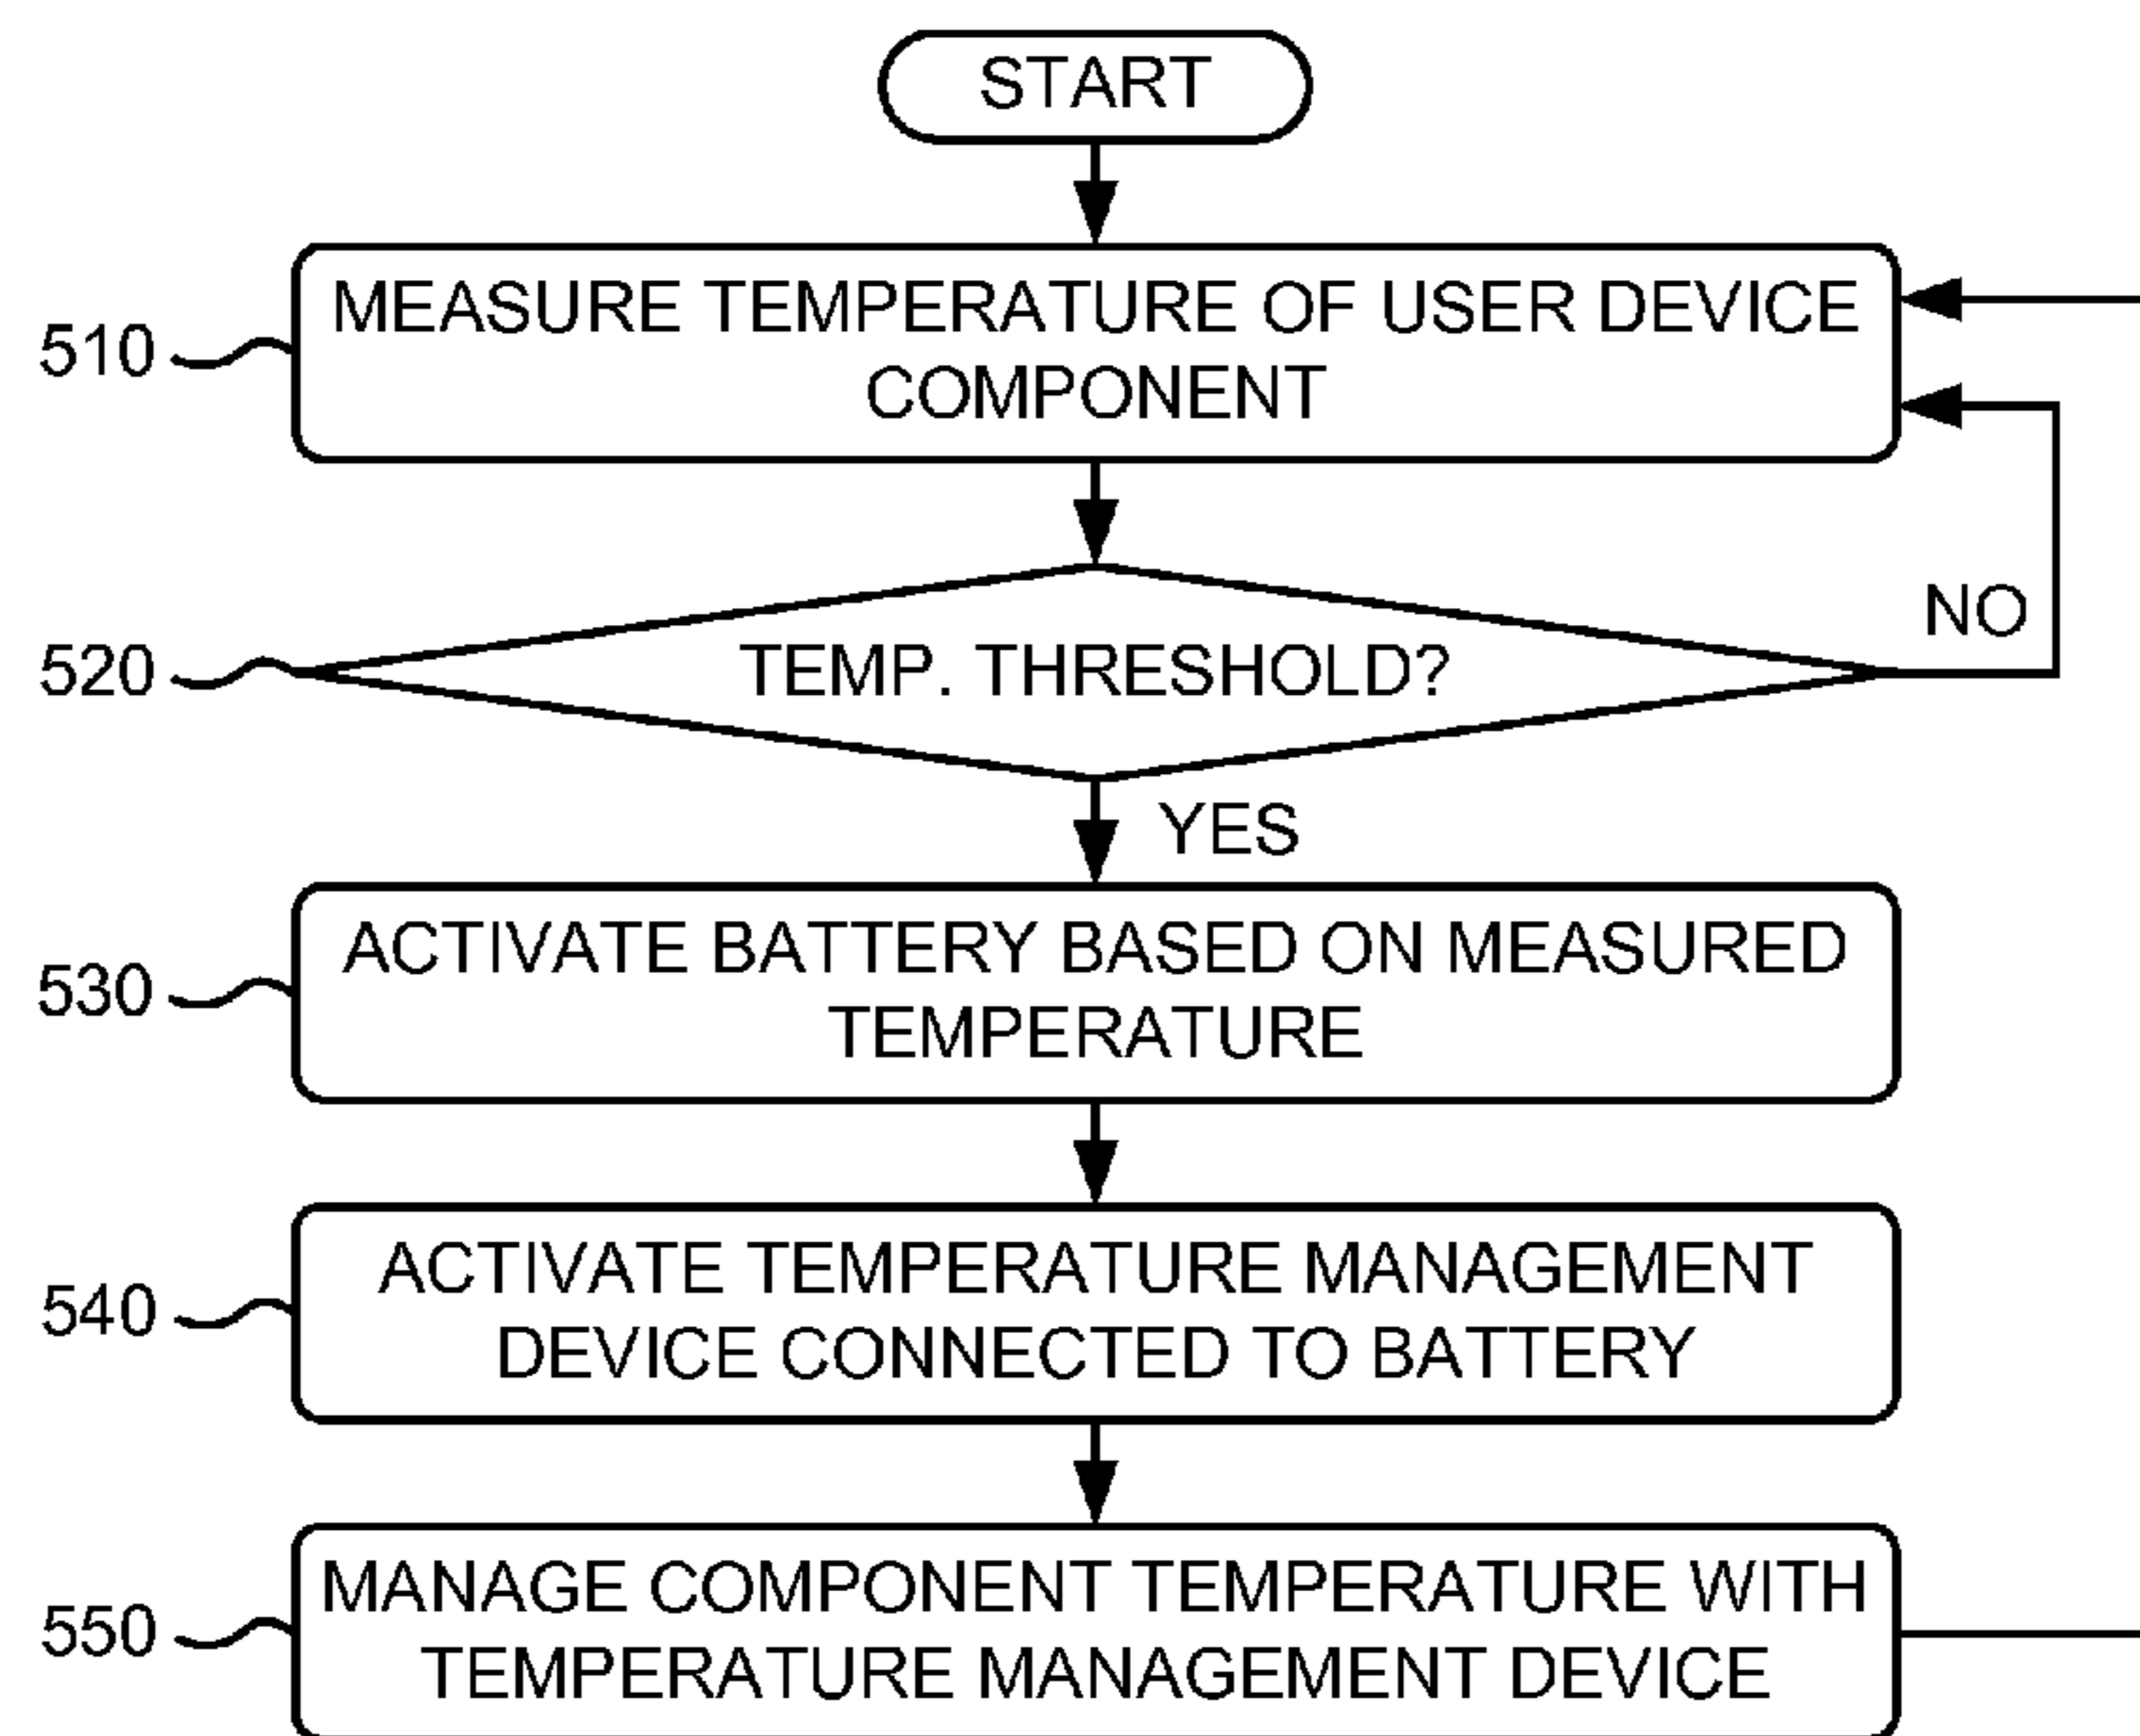 START
510
MEASURE TEMPERATURE OF USER DEVICE
COMPONENT
520
TEMP. THRESHOLD?
NO
YES
530
ACTIVATE BATTERY BASED ON MEASURED
TEMPERATURE
540
ACTIVATE TEMPERATURE MANAGEMENT
DEVICE CONNECTED TO BATTERY
550
MANAGE COMPONENT TEMPERATURE WITH
TEMPERATURE MANAGEMENT DEVICE